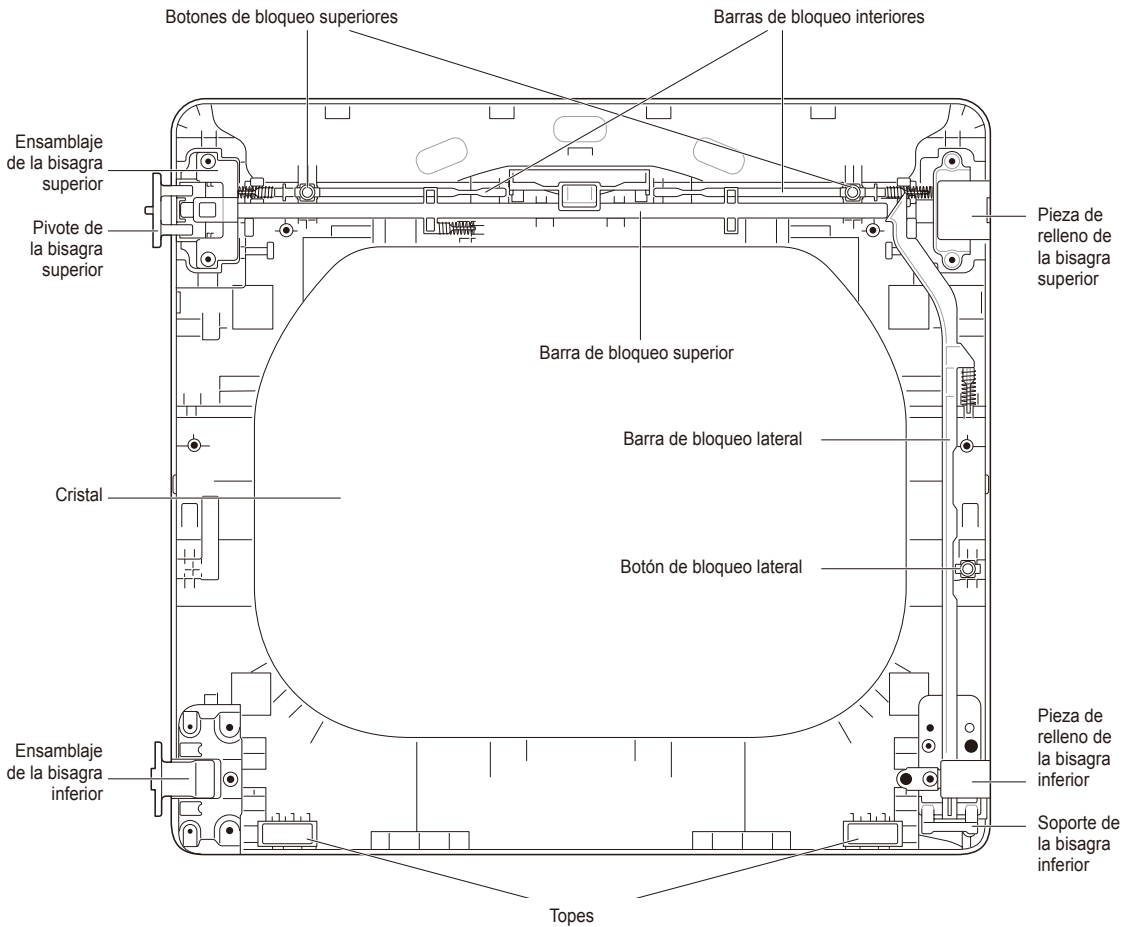 Botones de bloqueo superiores
Barras de bloqueo interiores
Ensamblaje
de la bisagra
superior
Pivote de
la bisagra
superior
Pieza de
relleno de
la bisagra
superior
Barra de bloqueo superior
Barra de bloqueo lateral
Cristal
Botón de bloqueo lateral
Ensamblaje
de la bisagra
inferior
Pieza de
relleno de
la bisagra
inferior
Soporte de
la bisagra
inferior
Topes